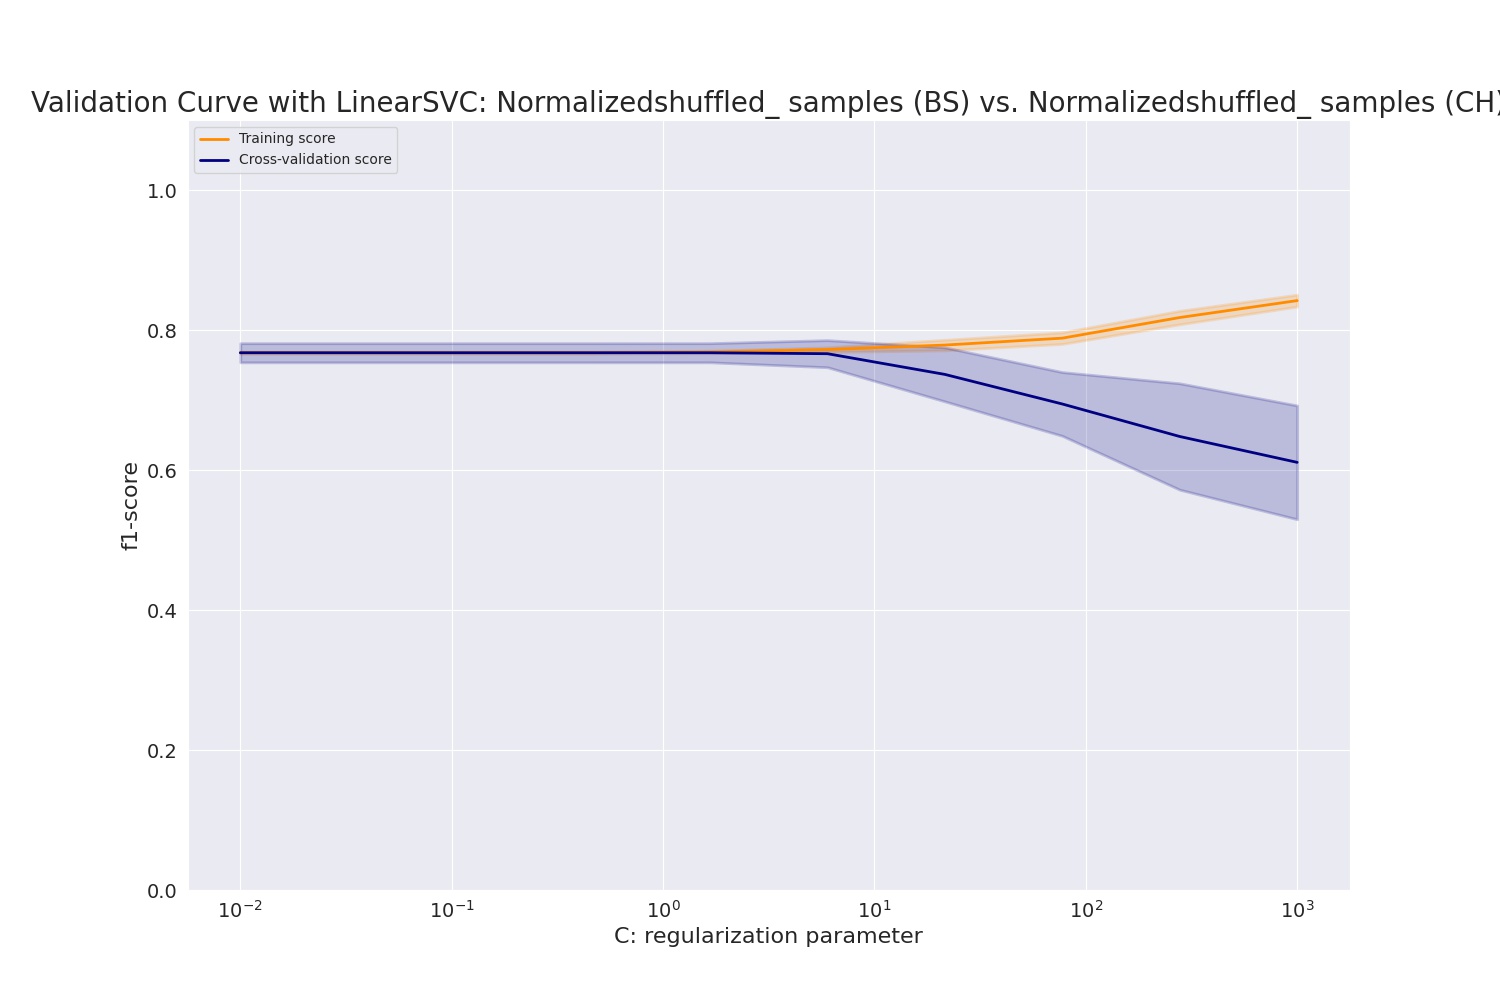 Validation Curve with LinearSVC: Normalizedshuffled_ samples (BS) vs. Normalizedshuffled_ samples (CH)
Training score
Cross-validation score
1.0
0.8
0.6
0.4
0.2
0.0
f1-score
10⁻² 10⁻¹ 10⁰ 10¹ 10² 10³
C: regularization parameter